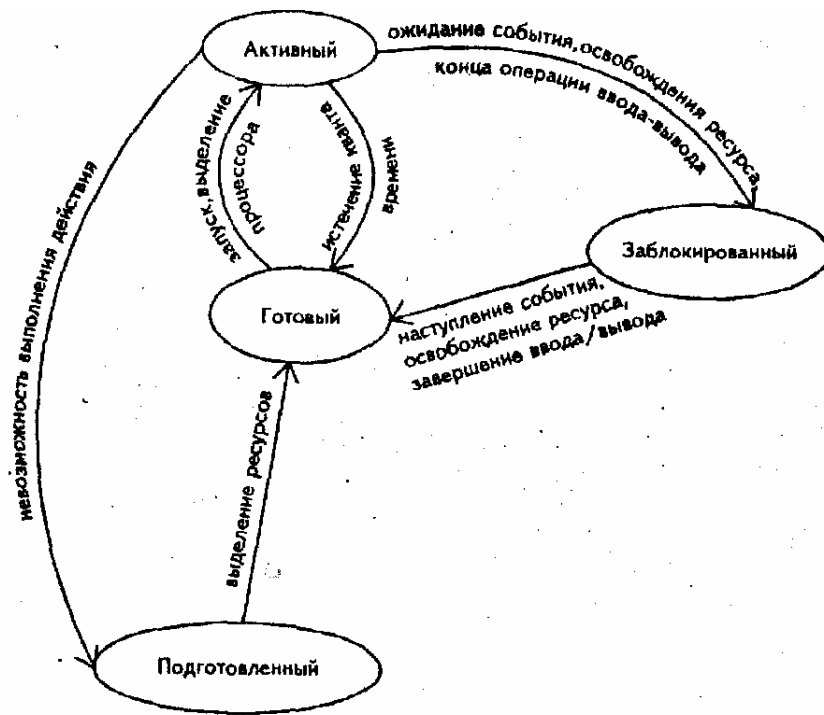 Активный
ожидание события, освобождения ресурса,
конца операции ввода-вывода
запуск, выделение
процессора
истечение кванта
времени
Заблокированный
Готовый
наступление события,
освобождение ресурса,
завершение ввода/вывода
невозможность выполнения действия
выделение ресурсов
Подготовленный